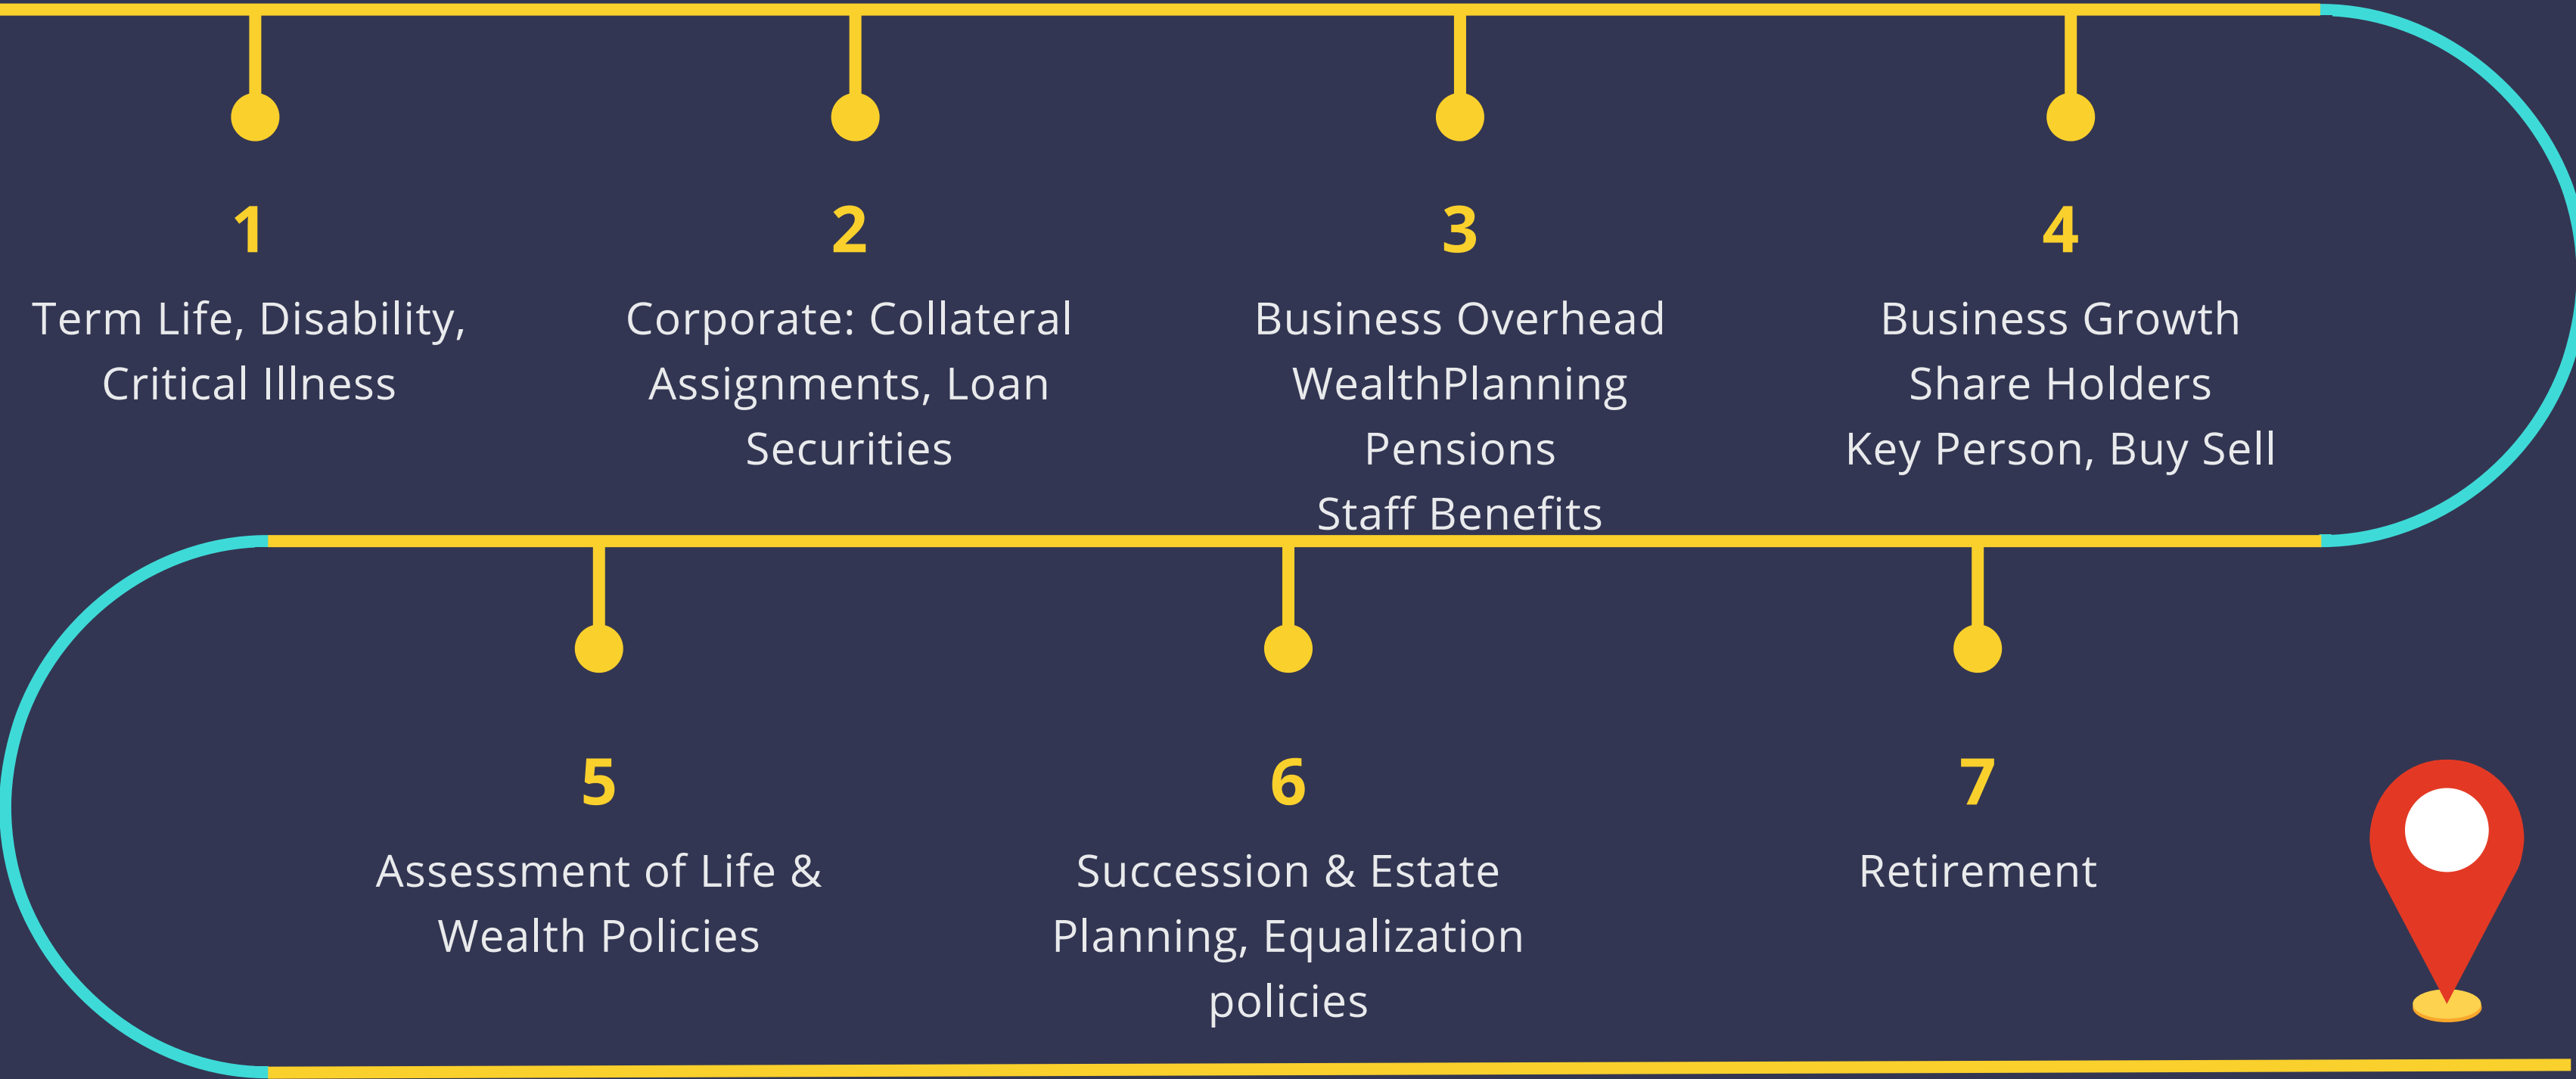 1
Term Life, Disability,
Critical Illness
2
Corporate: Collateral
Assignments, Loan
Securities
3
Business Overhead
WealthPlanning
Pensions
Staff Benefits
4
Business Growth
Share Holders
Key Person, Buy Sell
5
Assessment of Life &
Wealth Policies
6
Succession & Estate
Planning, Equalization
policies
7
Retirement